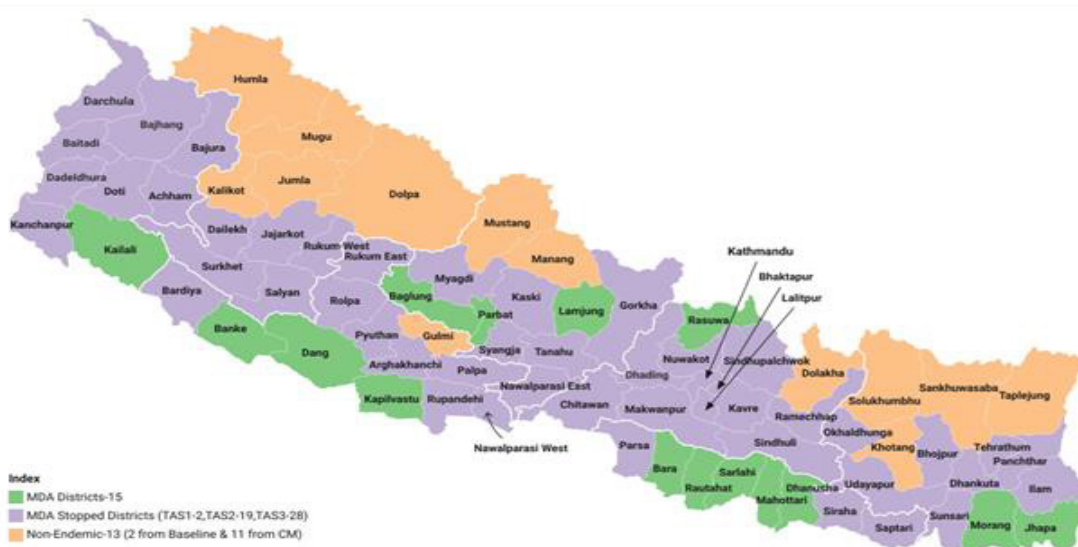 Humla
Darchula
Bajhang
Mugu
Baitadi
Bajura
Dadeldhura
Doti
Achham
Kalikot
Jumla
Dolpa
Kanchanpur
Dailekh
Jajarkot
Mustang
Kailali
Rukum West
Rukum East
Manang
Kathmandu
Surkhet
Myagdi
Bhaktapur
Bardiya
Salyan
Rolpa
Baglung
Kaski
Lamjung
Gorkha
Lalitpur
Parbat
Rasuwa
Banke
Pyuthan
Gulmi
Dang
Syangja
Tanahu
Nuwakot
Sindhupalchwok
Arghakhanchi
Palpa
Dhading
Dolakha
Sankhuwasaba
Taplejung
Kapilvastu
Rupandehi
Nawalparasi East
Chitawan
Makwanpur
Kavre
Ramechhap
Solukhumbu
Okhaldhunga
Nawalparasi West
Parsa
Sindhuli
Khotang
Bhojpur
Tehrathum
Panchthar
Bara
Sarlahi
Rautahat
Dhanusha
Mahottari
Udayapur
Dhankuta
Ilam
Siraha
Saptari
Sunsari
Morang
Jhapa
Index
MDA Districts-15
MDA Stopped Districts (TAS1-2,TAS2-19,TAS3-28)
Non-Endemic-13 (2 from Baseline & 11 from CM)